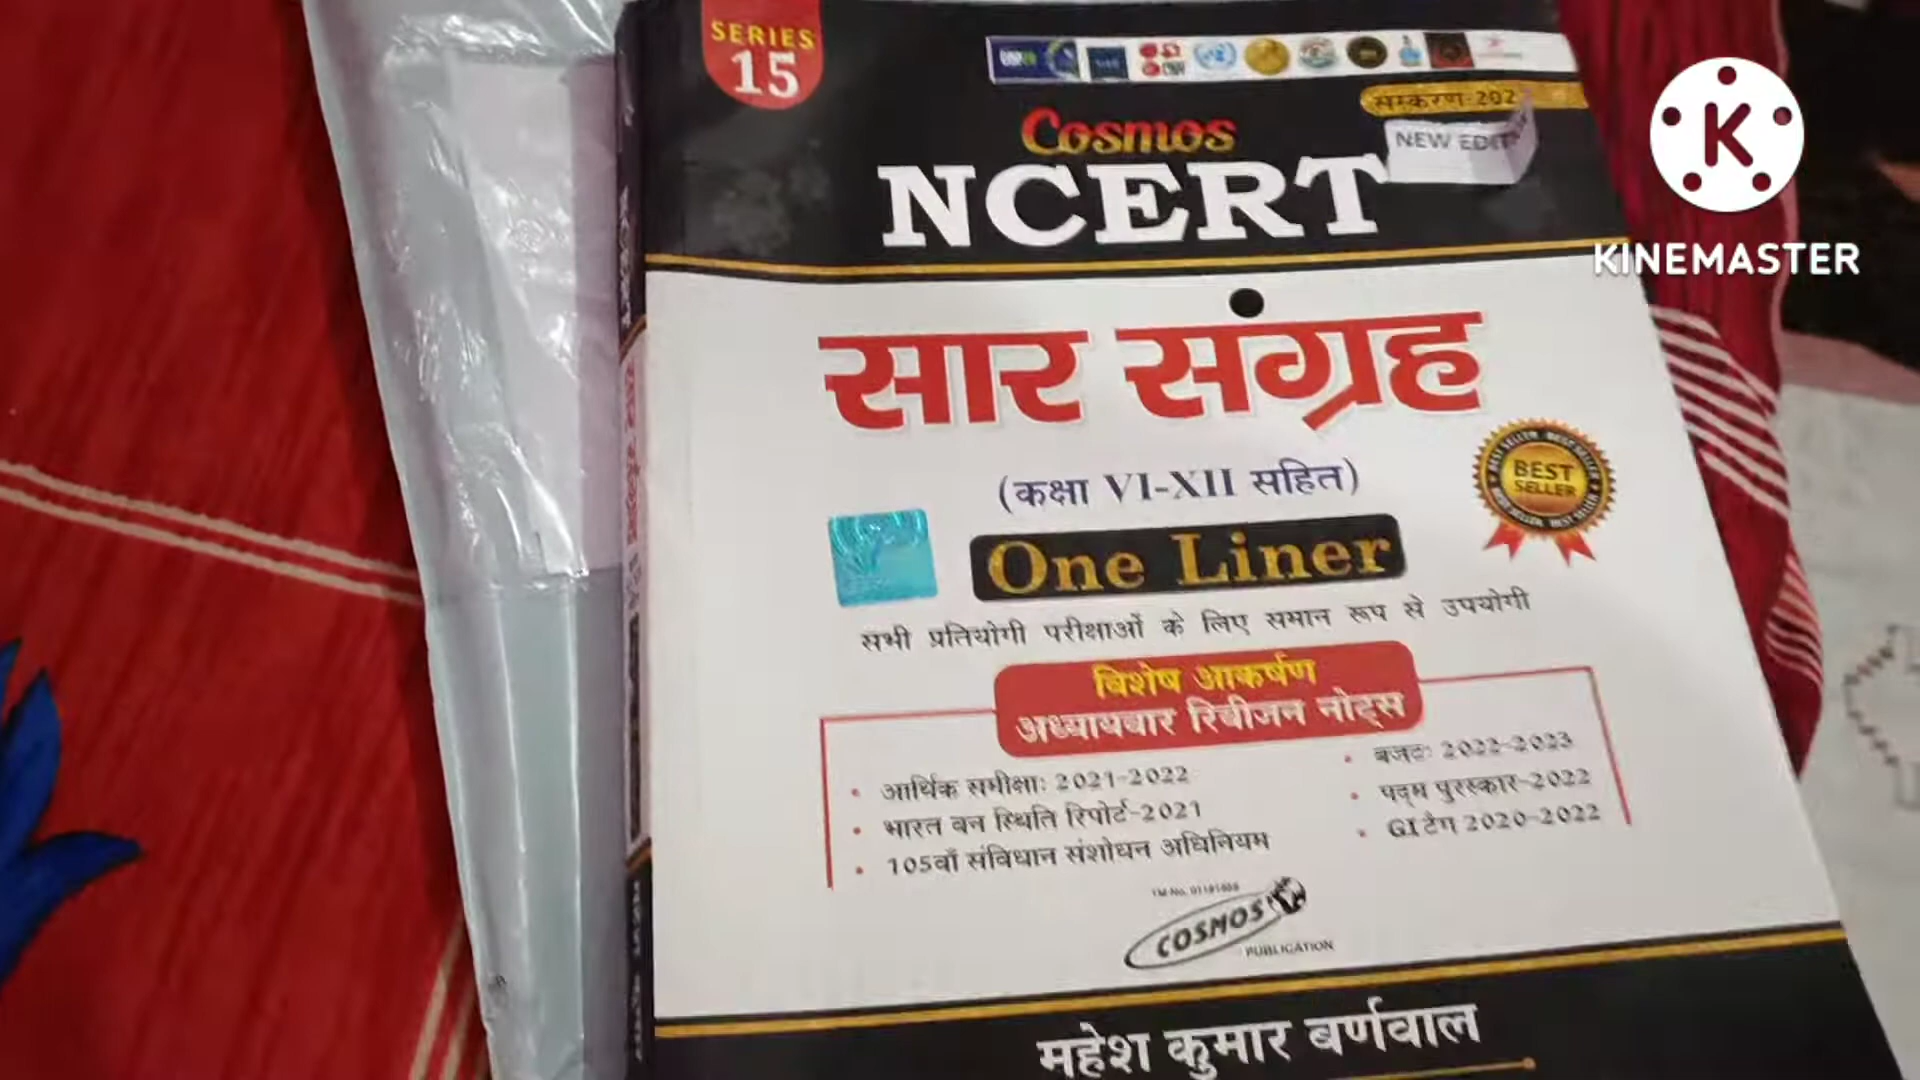 SERIES
15
संस्करण-202
Cosmos
NEW EDIT
NCERT
KINEMASTER
सार संग्रह
(कक्षा VI-XII सहित)
BEST
SELLER
One Liner
सभी प्रतियोगी परीक्षाओं के लिए समान रूप से उपयोगी
विशेष आकर्षण
अध्यायवार रिवीजन नोट्स
• आर्थिक समीक्षाः 2021-2022
• भारत वन स्थिति रिपोर्ट-2021
• 105वाँ संविधान संशोधन अधिनियम
• बजटः 2022-2023
• पद्म पुरस्कार-2022
• GI टैग 2020-2022
COSMOS
PUBLICATION
महेश कुमार बर्णवाल